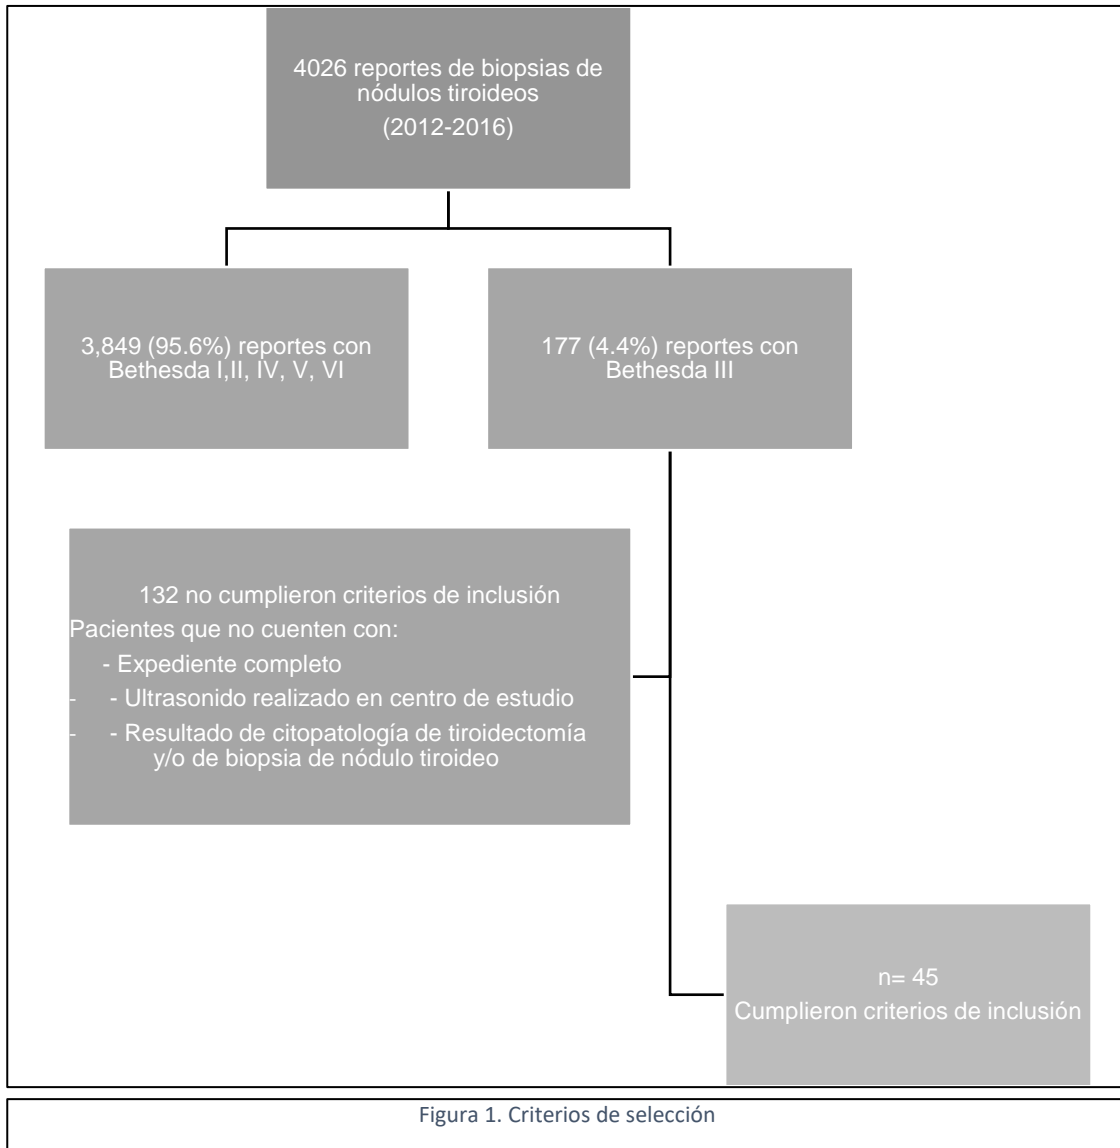 4026 reportes de biopsias de
nódulos tiroideos
(2012-2016)
3,849 (95.6%) reportes con
Bethesda I,II, IV, V, VI
177 (4.4%) reportes con
Bethesda III
132 no cumplieron criterios de inclusión
Pacientes que no cuenten con:
- Expediente completo
- - Ultrasonido realizado en centro de estudio
- - Resultado de citopatología de tiroidectomía
y/o de biopsia de nódulo tiroideo
n= 45
Cumplieron criterios de inclusión
Figura 1. Criterios de selección